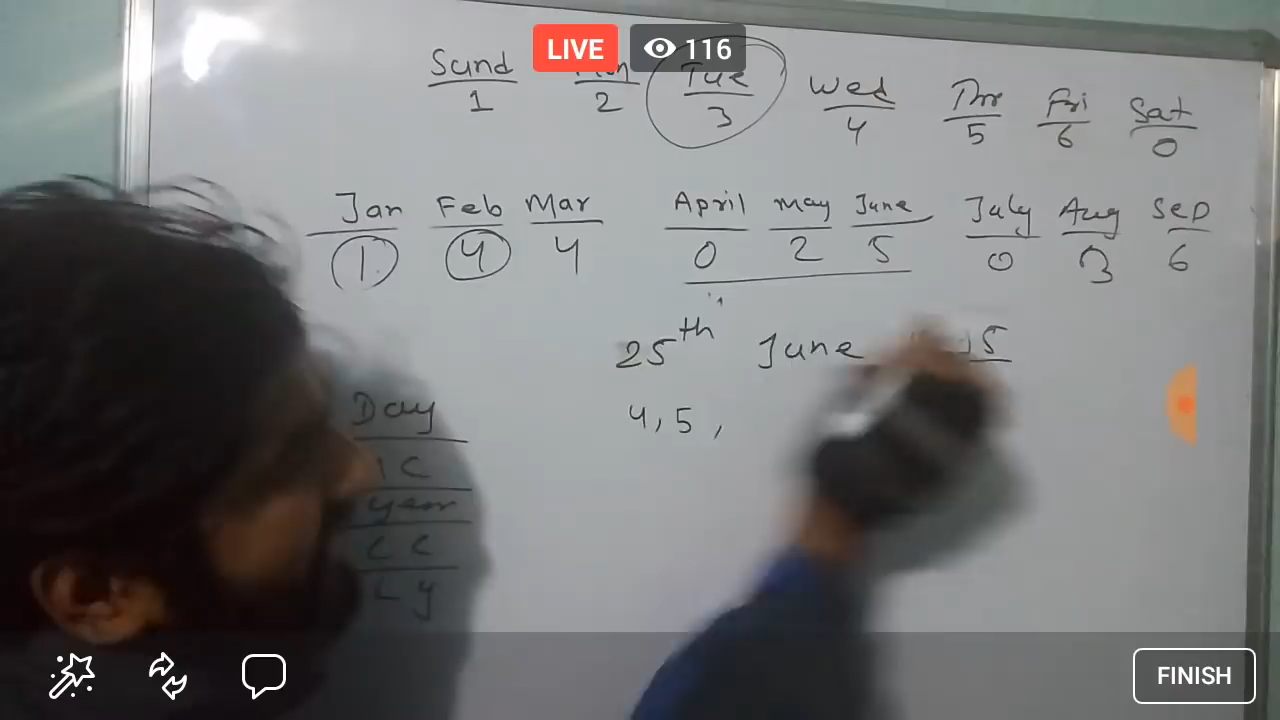 LIVE 116
Sund Tue Wed Thr Fri Sat
1 2 3 4 5 6 0
Jan Feb Mar April May June July Aug Sep
1 4 4 0 2 5 0 3 6
25th June 15
4, 5,
Day
C
year
C C
L y
FINISH